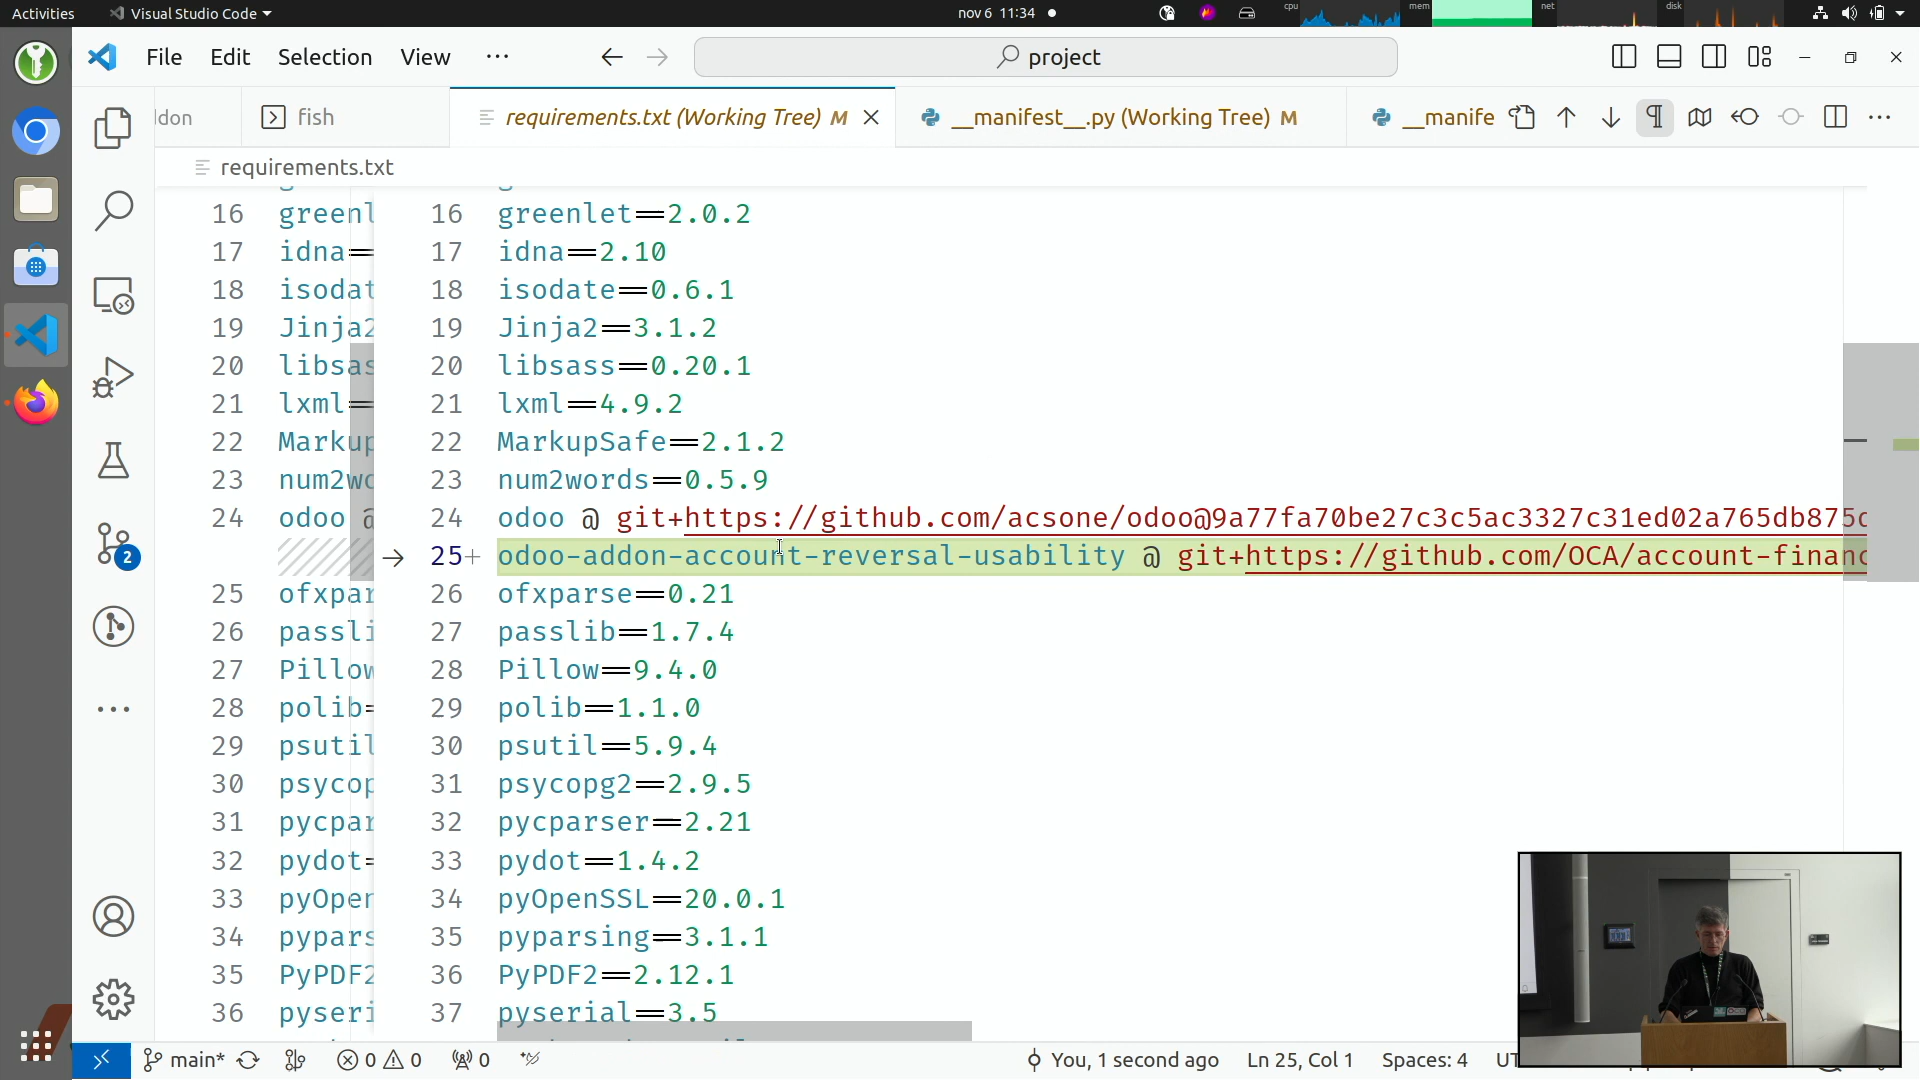 Activities
Visual Studio Code
nov 6 11:34
cpu
mem
net
disk
File Edit Selection View ···
project
don
fish
requirements.txt (Working Tree) M
__manifest__.py (Working Tree) M
__manife
requirements.txt
16 greenl 16 greenlet==2.0.2
17 idna== 17 idna==2.10
18 isodat 18 isodate==0.6.1
19 Jinja2 19 Jinja2==3.1.2
20 libsas 20 libsass==0.20.1
21 lxml== 21 lxml==4.9.2
22 Markup 22 MarkupSafe==2.1.2
23 num2wo 23 num2words==0.5.9
24 odoo @ 24 odoo @ git+https://github.com/acsone/odoo@9a77fa70be27c3c5ac3327c31ed02a765db875d
25+ odoo-addon-account-reversal-usability @ git+https://github.com/OCA/account-financ
25 ofxpar 26 ofxparse==0.21
26 passli 27 passlib==1.7.4
27 Pillow 28 Pillow==9.4.0
28 polib= 29 polib==1.1.0
29 psutil 30 psutil==5.9.4
30 psycop 31 psycopg2==2.9.5
31 pycpar 32 pycparser==2.21
32 pydot= 33 pydot==1.4.2
33 pyOpen 34 pyOpenSSL==20.0.1
34 pypars 35 pyparsing==3.1.1
35 PyPDF2 36 PyPDF2==2.12.1
36 pyseri 37 pyserial==3.5
2
main* 0 0 0
You, 1 second ago Ln 25, Col 1 Spaces: 4 UT